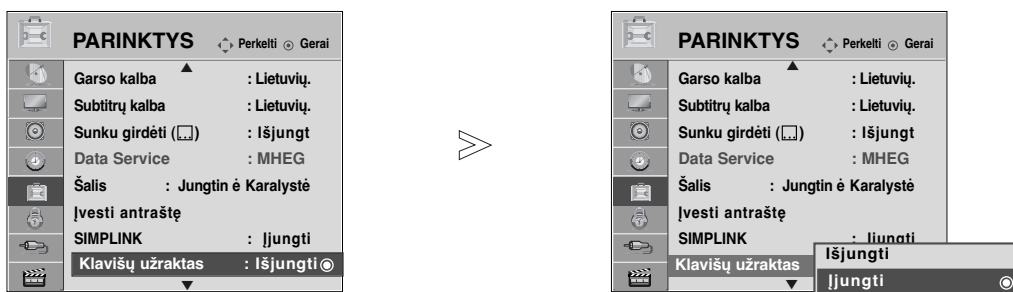 PARINKTYS Perkelti Gerai
Garso kalba : Lietuvių.
Subtitrų kalba : Lietuvių.
Sunku girdėti (...) : Išjungt
Data Service : MHEG
Šalis : Jungtin ė Karalystė
Įvesti antraštę
SIMPLINK : Įjungti
Klavišų užraktas : Išjungti
PARINKTYS Perkelti Gerai
Garso kalba : Lietuvių.
Subtitrų kalba : Lietuvių.
Sunku girdėti (...) : Išjungt
Data Service : MHEG
Šalis : Jungtin ė Karalystė
Įvesti antraštę
SIMPLINK : Įjungti
Klavišų užraktas
Išjungti
Įjungti